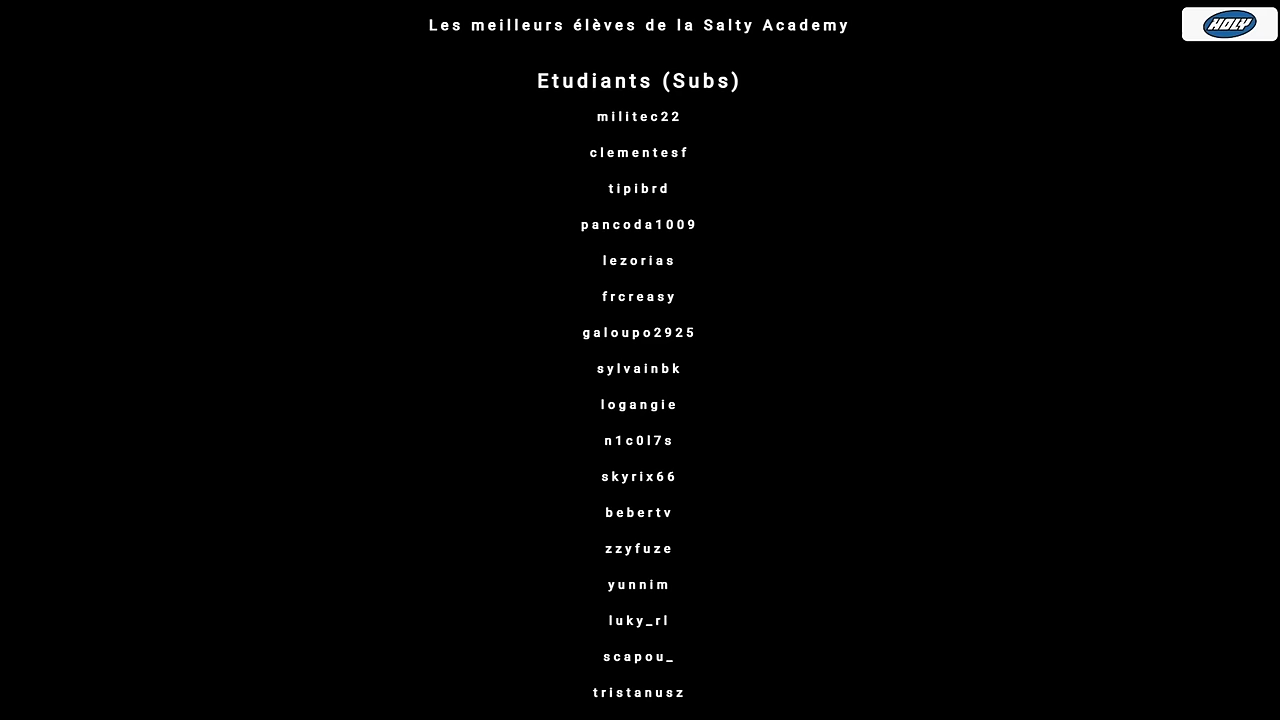 Les meilleurs élèves de la Salty Academy
HOLY
Etudiants (Subs)
militec22
clementesf
tipibrd
pancoda1009
lezorias
frcreasy
galoupo2925
sylvainbk
logangie
n1c0l7s
skyrix66
bebertv
zzyfuze
yunnim
luky_rl
scapou_
tristanusz